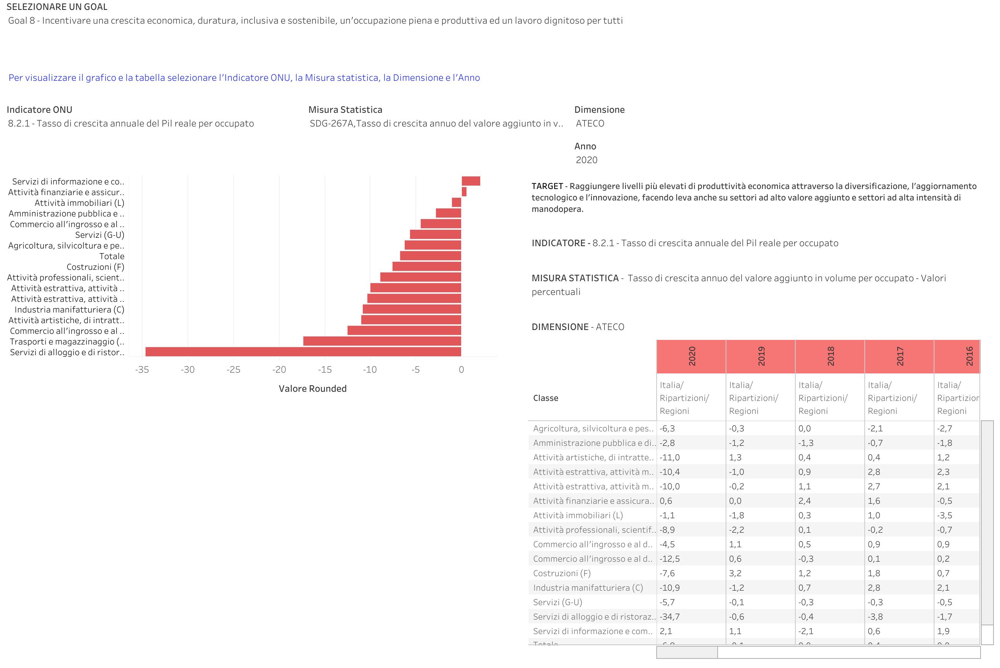 SELEZIONARE UN GOAL
Goal 8 - Incentivare una crescita economica, duratura, inclusiva e sostenibile, un’occupazione piena e produttiva ed un lavoro dignitoso per tutti
Per visualizzare il grafico e la tabella selezionare l’Indicatore ONU, la Misura statistica, la Dimensione e l’Anno
Indicatore ONU
8.2.1 - Tasso di crescita annuale del Pil reale per occupato
Misura Statistica
SDG-267A,Tasso di crescita annuo del valore aggiunto in v..
Dimensione
ATECO
Anno
2020
Servizi di informazione e co..
Attività finanziarie e assicur..
Attività immobiliari (L)
Amministrazione pubblica e ..
Commercio all’ingrosso e al ..
Servizi (G-U)
Agricoltura, silvicoltura e pe..
Totale
Costruzioni (F)
Attività professionali, scient..
Attività estrattiva, attività ..
Attività estrattiva, attività ..
Industria manifatturiera (C)
Attività artistiche, di intratt..
Commercio all’ingrosso e al ..
Trasporti e magazzinaggio (..
Servizi di alloggio e di ristor..
-35 -30 -25 -20 -15 -10 -5 0
Valore Rounded
TARGET - Raggiungere livelli più elevati di produttività economica attraverso la diversificazione, l’aggiornamento
tecnologico e l’innovazione, facendo leva anche su settori ad alto valore aggiunto e settori ad alta intensità di
manodopera.
INDICATORE - 8.2.1 - Tasso di crescita annuale del Pil reale per occupato
MISURA STATISTICA - Tasso di crescita annuo del valore aggiunto in volume per occupato - Valori
percentuali
DIMENSIONE - ATECO
2020 2019 2018 2017 2016
Italia/ Italia/ Italia/ Italia/ Italia/
Classe Ripartizioni/ Ripartizioni/ Ripartizioni/ Ripartizioni/ Ripartizior
Regioni Regioni Regioni Regioni Regioni
Agricoltura, silvicoltura e pes.. -6,3 -0,3 0,0 -2,1 -2,7
Amministrazione pubblica e di.. -2,8 -1,2 -1,3 -0,7 -1,8
Attività artistiche, di intratte.. -11,0 1,3 0,4 0,4 1,2
Attività estrattiva, attività m.. -10,4 -1,0 0,9 2,8 2,3
Attività estrattiva, attività m.. -10,0 -0,2 1,1 2,7 2,1
Attività finanziarie e assicura.. 0,6 0,0 2,4 1,6 -0,5
Attività immobiliari (L) -1,1 -1,8 0,3 1,0 -3,5
Attività professionali, scientif.. -8,9 -2,2 0,1 -0,2 -0,7
Commercio all’ingrosso e al d.. -4,5 1,1 0,5 0,9 0,9
Commercio all’ingrosso e al d.. -12,5 0,6 -0,3 0,1 0,2
Costruzioni (F) -7,6 3,2 1,2 1,8 0,7
Industria manifatturiera (C) -10,9 -1,2 0,7 2,8 2,1
Servizi (G-U) -5,7 -0,1 -0,3 -0,3 -0,5
Servizi di alloggio e di ristoraz.. -34,7 -0,6 -0,4 -3,8 -1,7
Servizi di informazione e com.. 2,1 1,1 -2,1 0,6 1,9
Totale